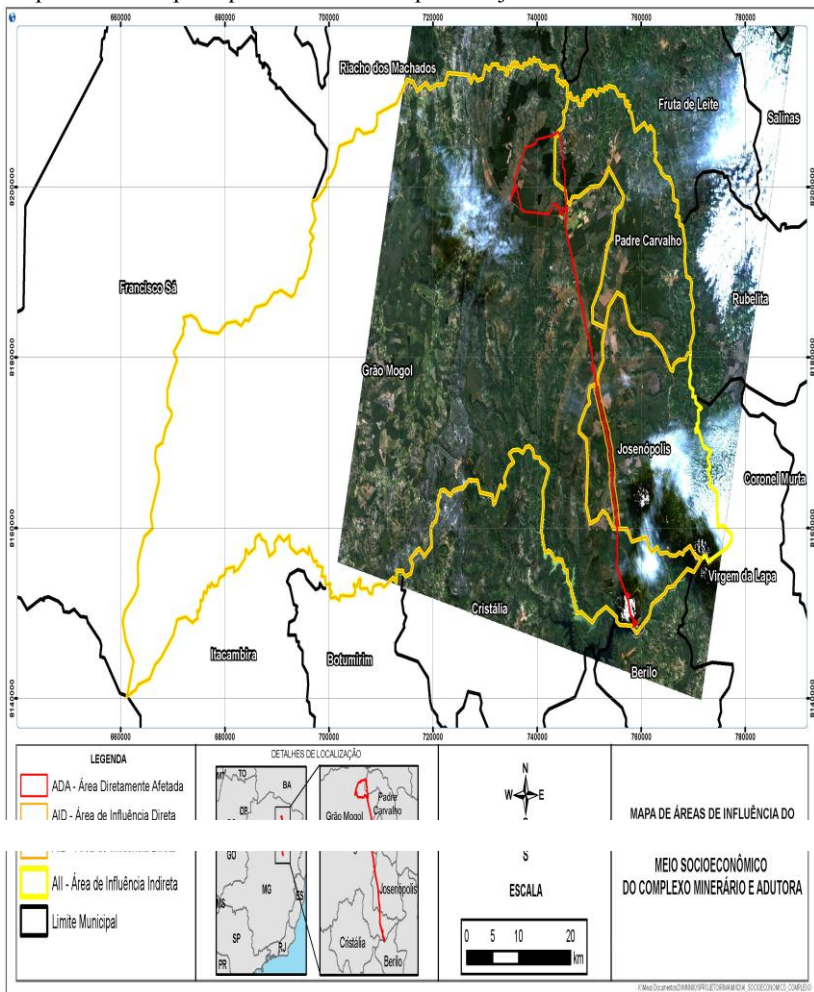 660000 680000 700000 720000 740000 760000 780000
Riacho dos Machados
Fruta de Leite
Salinas
8200000 8200000
Padre Carvalho
Francisco Sá
Rubelita
8180000 8180000
Grão Mogol
Josenópolis
Coronel Murta
8160000 8160000
Virgem da Lapa
Cristália
Itacambira
Botumirim
Berilo
8140000 8140000
660000 680000 700000 720000 740000 760000 780000
LEGENDA
ADA - Área Diretamente Afetada
AID - Área de Influência Direta
AII - Área de Influência Indireta
Limite Municipal
DETALHES DE LOCALIZAÇÃO
MT TO BA
DF
GO
MG
ES
MS
SP
RJ
PR
Padre
Carvalho
Grão Mogol
Josenópolis
Cristália
Berilo
N
W E
S
ESCALA
0 5 10 20
km
MAPA DE ÁREAS DE INFLUÊNCIA DO
MEIO SOCIOECONÔMICO
DO COMPLEXO MINERÁRIO E ADUTORA